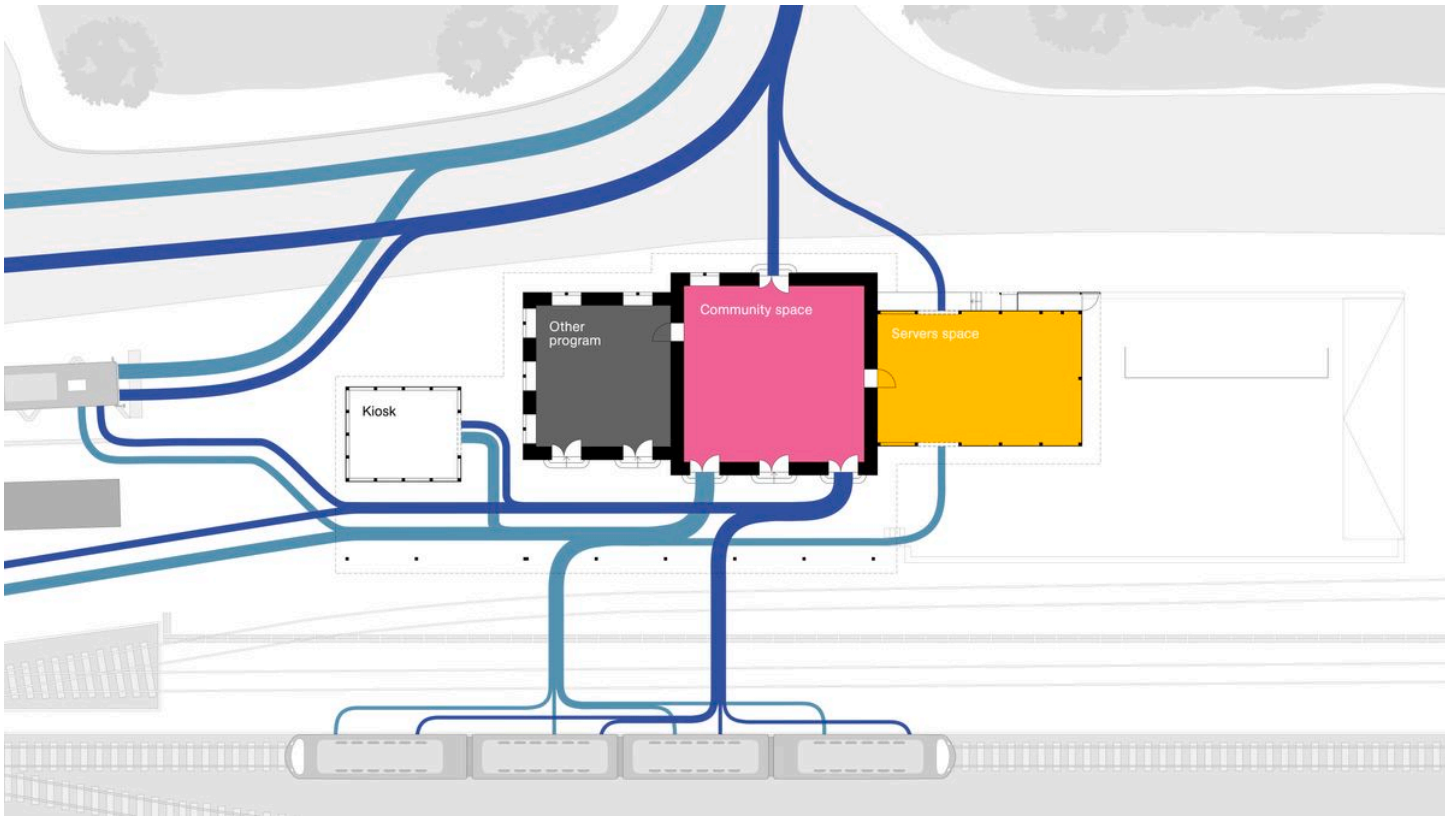 Community space
Other
program
Servers space
Kiosk